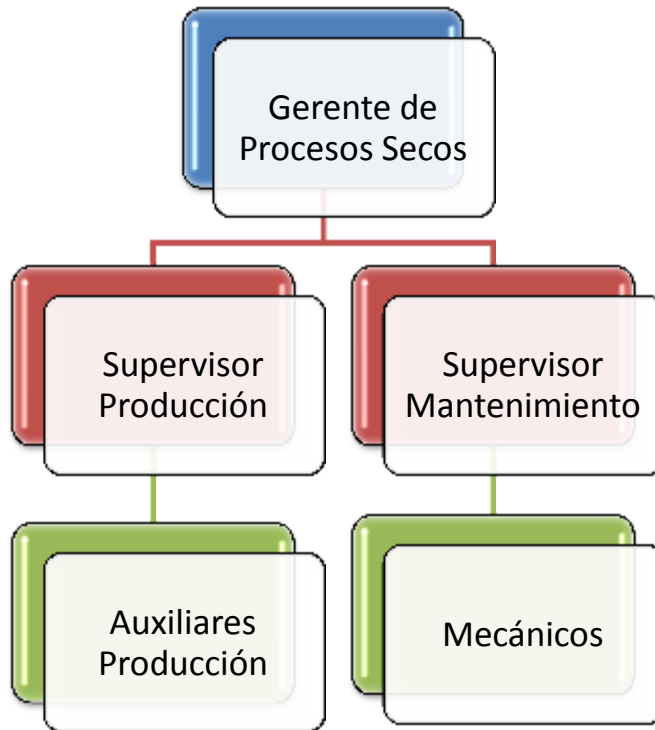 Gerente de
Procesos Secos
Supervisor
Producción
Supervisor
Mantenimiento
Auxiliares
Producción
Mecánicos